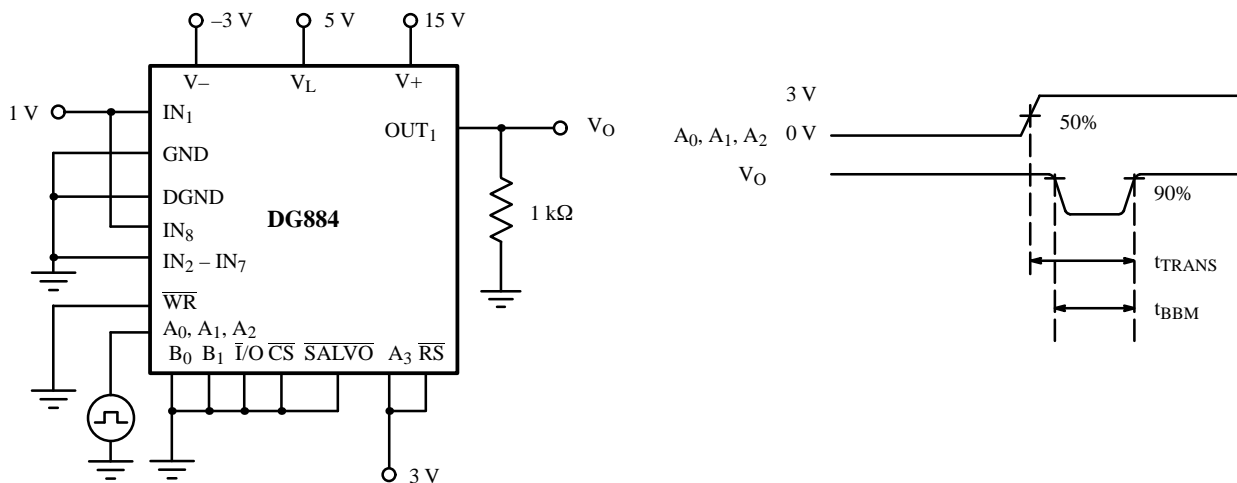 –3 V
5 V
15 V
V–
VL
V+
1 V
IN1
OUT1
VO
GND
DGND
DG884
1 kΩ
IN8
IN2 – IN7
WR
A0, A1, A2
B0 B1 I/O CS SALVO A3 RS
3 V
3 V
A0, A1, A2 0 V
50%
VO
90%
tTRANS
tBBM